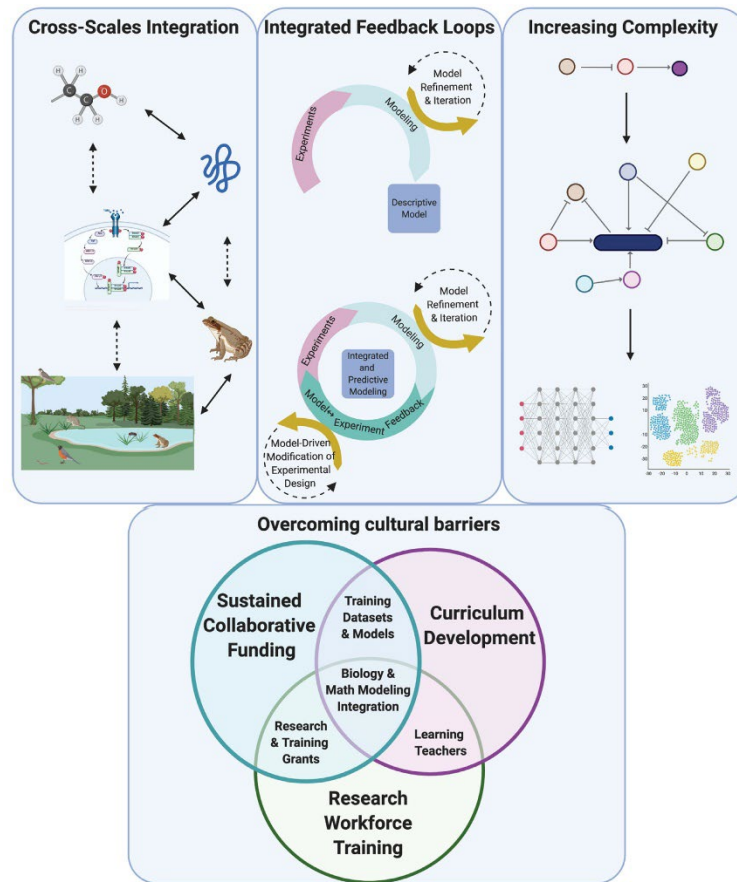 Cross-Scales Integration
H
H
C
C
O
H
H
H
Integrated Feedback Loops
Experiments
Modeling
Model
Refinement
& Iteration
Descriptive
Model
Experiments
Modeling
Model
Refinement
& Iteration
Integrated
and
Predictive
Modeling
Model↔Experiment Feedback
Model-Driven
Modification of
Experimental
Design
Increasing Complexity
Overcoming cultural barriers
Sustained
Collaborative
Funding
Training
Datasets
& Models
Curriculum
Development
Biology &
Math Modeling
Integration
Research
& Training
Grants
Learning
Teachers
Research
Workforce
Training